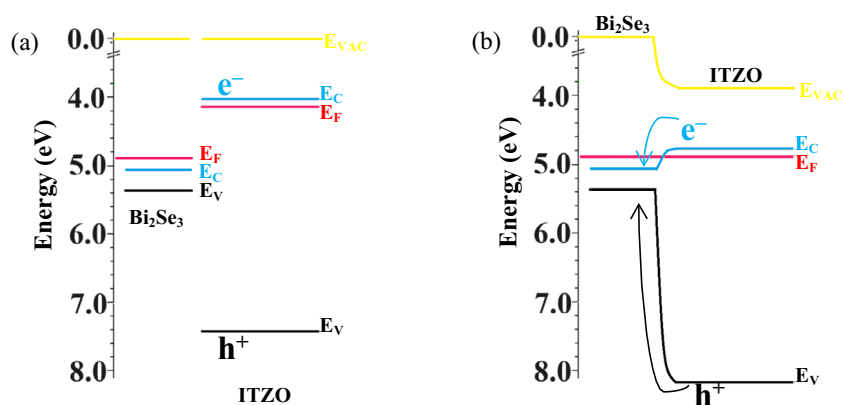 (a)
Energy (eV)
0.0
4.0
5.0
6.0
7.0
8.0
E_VAC
e⁻
E_C
E_F
E_F
E_C
E_V
Bi₂Se₃
E_V
h⁺
ITZO
(b)
Energy (eV)
0.0
4.0
5.0
6.0
7.0
8.0
Bi₂Se₃
ITZO
E_VAC
e⁻
E_C
E_F
E_V
h⁺